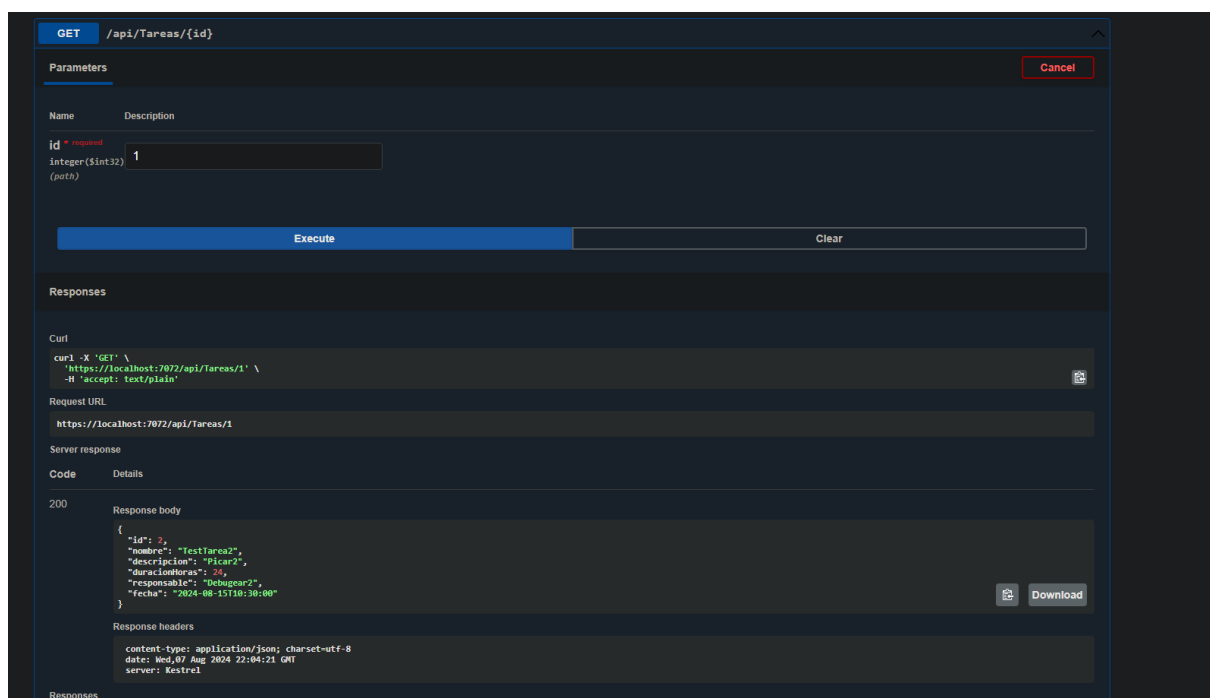 GET /api/Tareas/{id}
Parameters
Cancel
Name Description
id * required
integer($int32)
(path)
1
Execute
Clear
Responses
Curl
curl -X 'GET' \
'https://localhost:7072/api/Tareas/1' \
-H 'accept: text/plain'
Request URL
https://localhost:7072/api/Tareas/1
Server response
Code Details
200
Response body
{
"id": 2,
"nombre": "TestTarea2",
"descripcion": "Picar2",
"duracionHoras": 24,
"responsable": "Debugear2",
"fecha": "2024-08-15T10:30:00"
}
Download
Response headers
content-type: application/json; charset=utf-8
date: Wed,07 Aug 2024 22:04:21 GMT
server: Kestrel
Responses